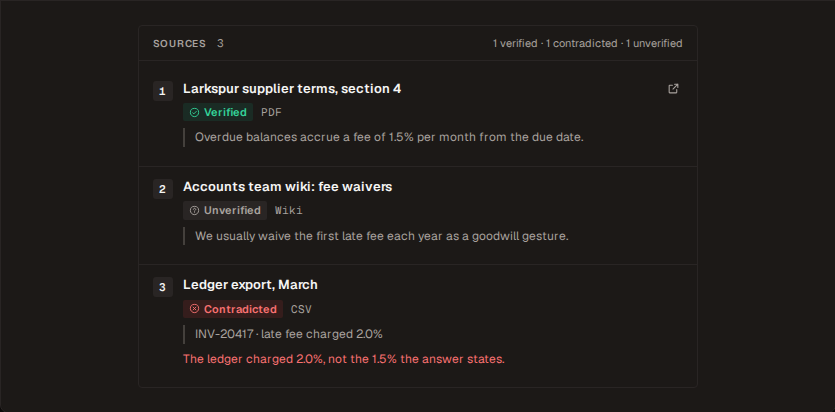 SOURCES 3
1 verified · 1 contradicted · 1 unverified
1
Larkspur supplier terms, section 4
Verified PDF
Overdue balances accrue a fee of 1.5% per month from the due date.
2
Accounts team wiki: fee waivers
Unverified Wiki
We usually waive the first late fee each year as a goodwill gesture.
3
Ledger export, March
Contradicted CSV
INV-20417 · late fee charged 2.0%
The ledger charged 2.0%, not the 1.5% the answer states.